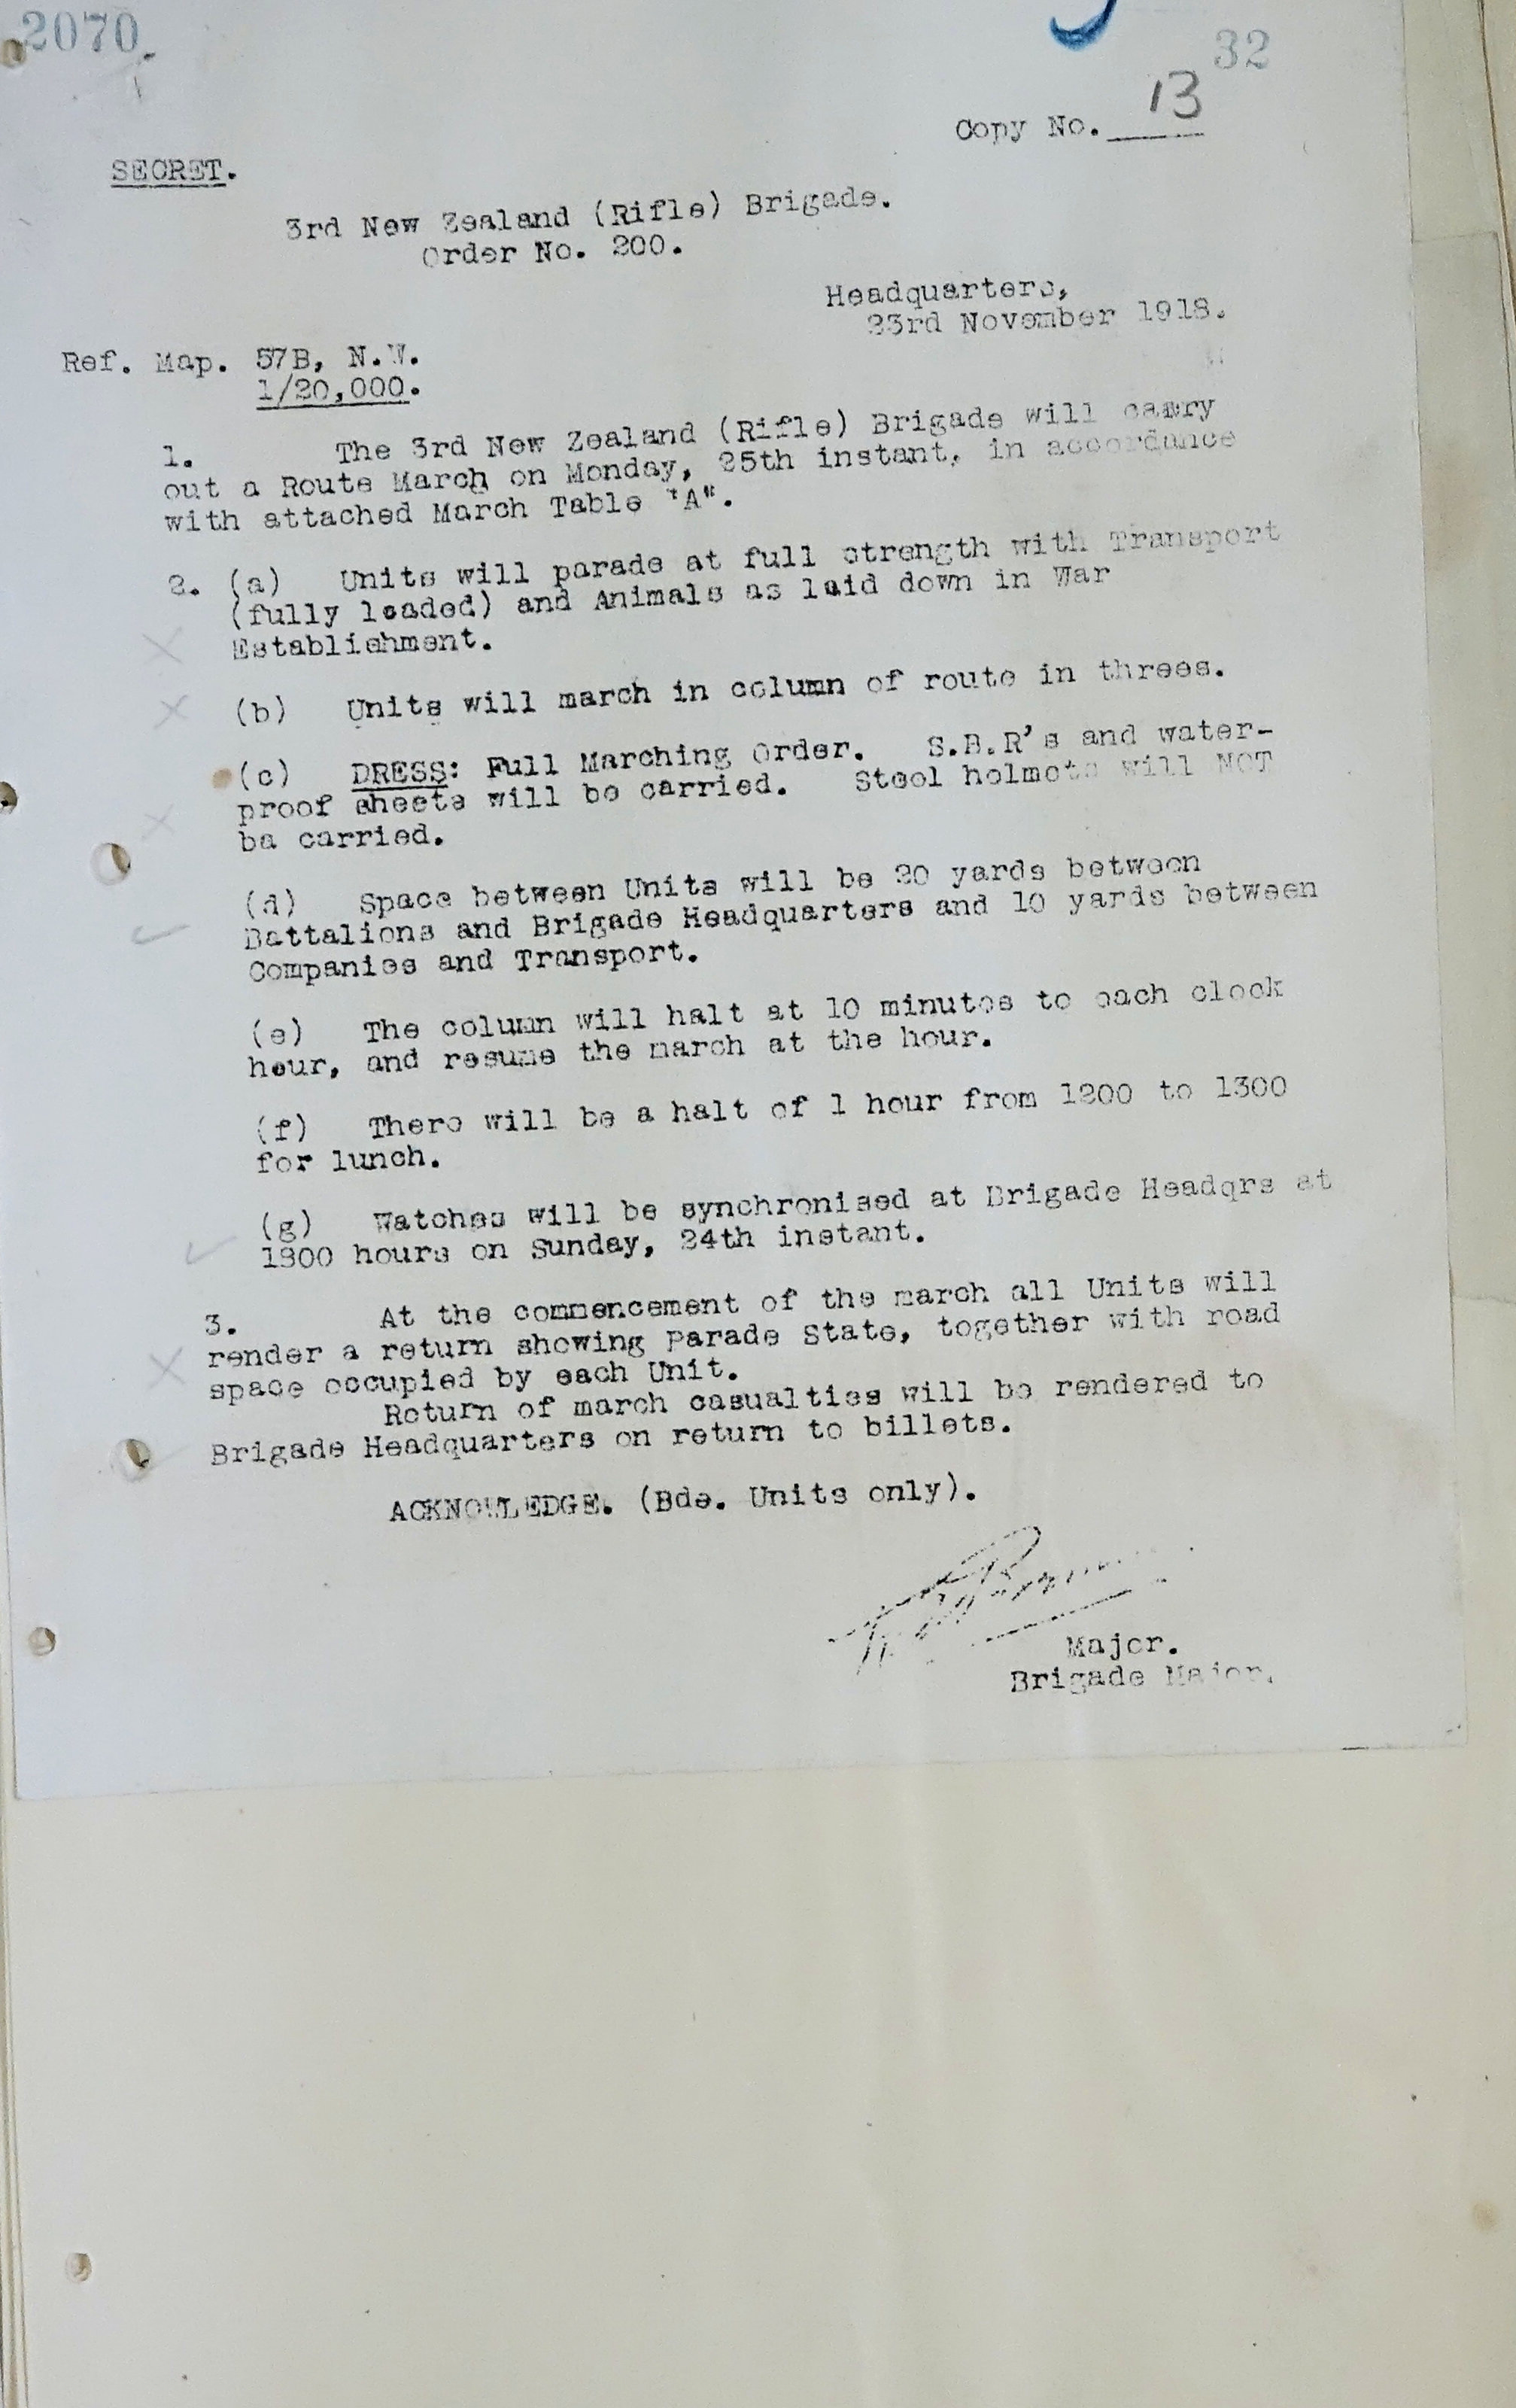 2070
32
Copy No. 13
SECRET.
3rd New Zealand (Rifle) Brigade.
Order No. 200.
Headquarters,
23rd November 1918.
Ref. Map. 57B, N.W.
1/20,000.
1. The 3rd New Zealand (Rifle) Brigade will carry
out a Route March on Monday, 25th instant, in accordance
with attached March Table "A".
2. (a) Units will parade at full strength with Transport
(fully loaded) and Animals as laid down in War
Establishment.
(b) Units will march in column of route in threes.
(c) DRESS: Full Marching Order. S.B.R's and water-
proof sheets will be carried. Steel helmets will NOT
be carried.
(d) Space between Units will be 20 yards between
Battalions and Brigade Headquarters and 10 yards between
Companies and Transport.
(e) The column will halt at 10 minutes to each clock
hour, and resume the march at the hour.
(f) There will be a halt of 1 hour from 1200 to 1300
for lunch.
(g) Watches will be synchronised at Brigade Headqrs at
hours on Sunday, 24th instant.
3. At the commencement of the march all Units will
render a return showing Parade State, together with road
space occupied by each Unit.
Return of march casualties will be rendered to
Brigade Headquarters on return to billets.
ACKNOWLEDGE. (Bde. Units only).
Major.
Brigade Major.